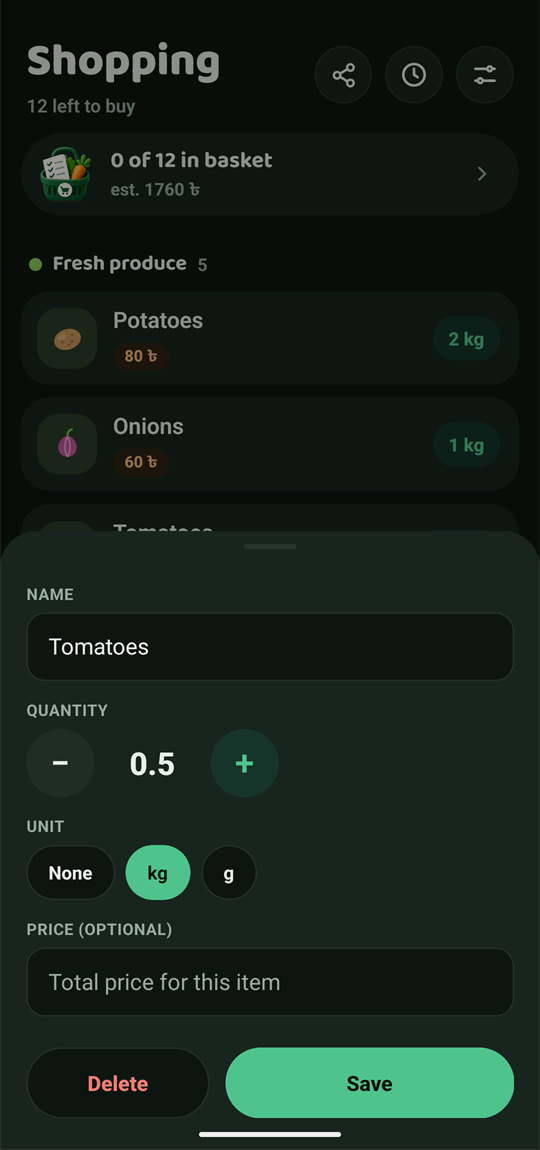 Shopping
12 left to buy
0 of 12 in basket
est. 1760 ৳
Fresh produce 5
Potatoes
80 ৳
2 kg
Onions
60 ৳
1 kg
Tomatoes
NAME
Tomatoes
QUANTITY
− 0.5 +
UNIT
None kg g
PRICE (OPTIONAL)
Total price for this item
Delete Save